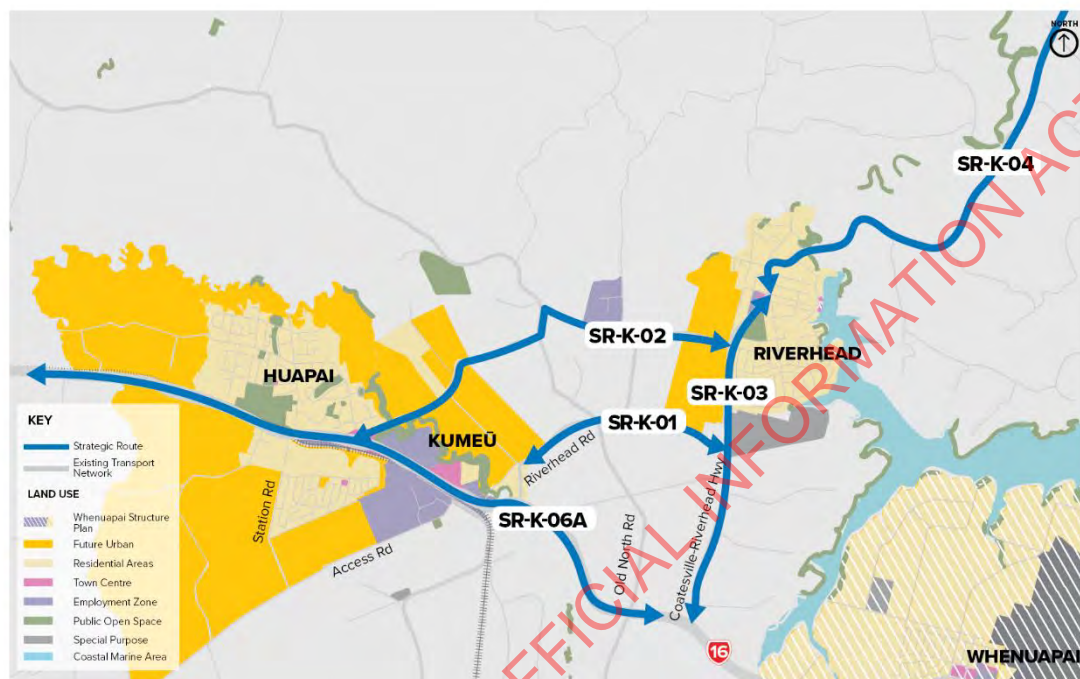 NORTH
SR-K-04
SR-K-02
RIVERHEAD
HUAPAI
SR-K-03
KUMEŪ
SR-K-01
Riverhead Rd
SR-K-06A
Station Rd
Access Rd
Old North Rd
Coatesville-Riverhead Hwy
16
WHENUAPAI
KEY
Strategic Route
Existing Transport
Network
LAND USE
Whenuapai Structure
Plan
Future Urban
Residential Areas
Town Centre
Employment Zone
Public Open Space
Special Purpose
Coastal Marine Area
OFFICIAL INFORMATION ACT